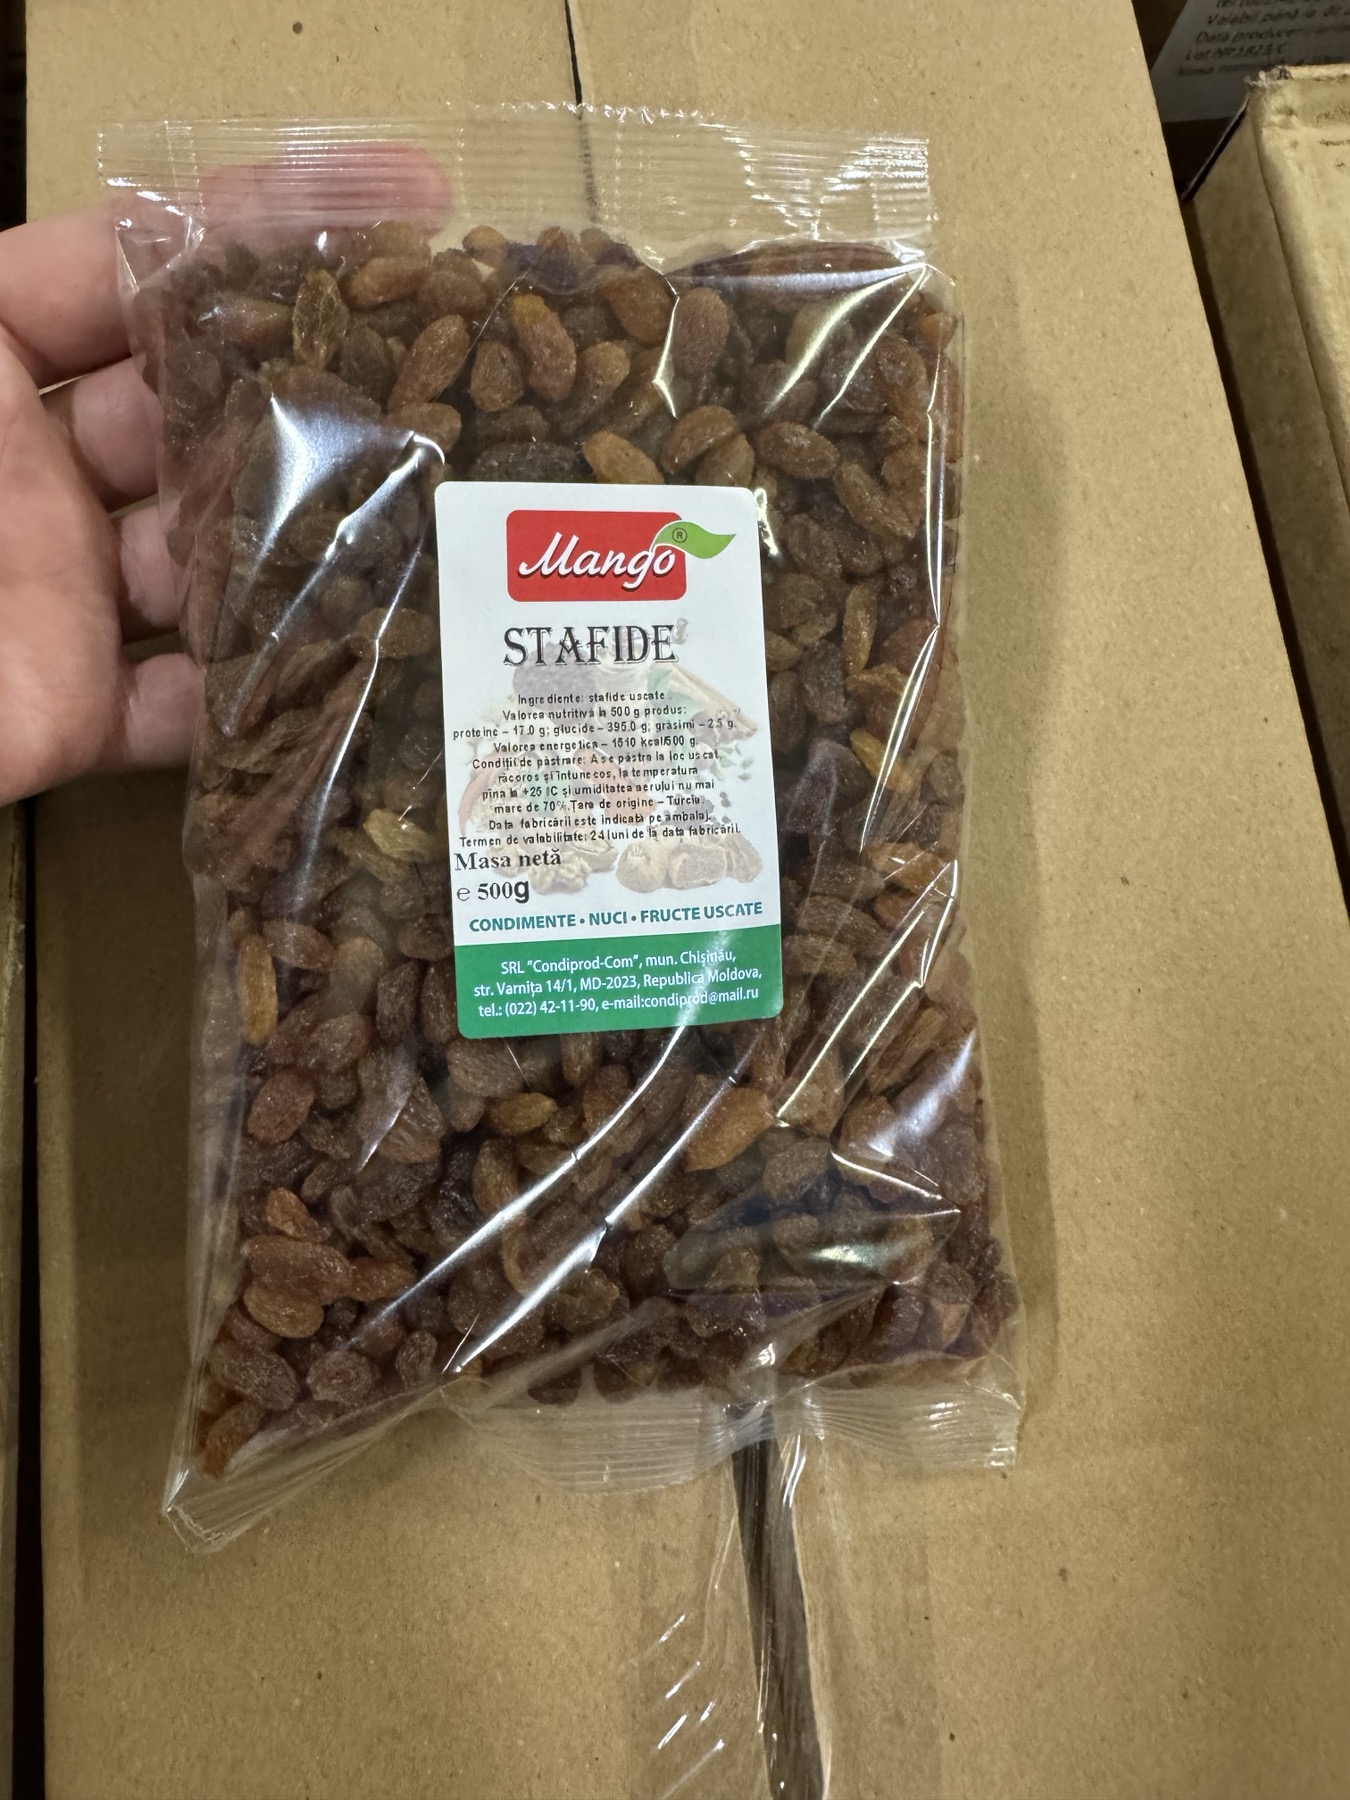 Mango ®
STAFIDE
Ingrediente: stafide uscate .
Valorea nutritivă la 500 g produs:
proteine – 17.0 g; glucide – 395.0 g; grăsimi – 2.5 g.
Valorea energetica – 1510 kcal/500 g.
Condiții de păstrare: A se păstra la loc uscat,
răcoros și întunecos, la temperatura
pîna la +25 °C și umiditatea aerului nu mai
mare de 70%.Țara de origine – Turcia.
Data fabricării este indicată pe ambalaj.
Termen de valabilitate: 24 luni de la data fabricării.
Masa netă
℮ 500g
CONDIMENTE • NUCI • FRUCTE USCATE
SRL "Condiprod-Com", mun. Chișinău,
str. Varnița 14/1, MD-2023, Republica Moldova,
tel.: (022) 42-11-90, e-mail:condiprod@mail.ru